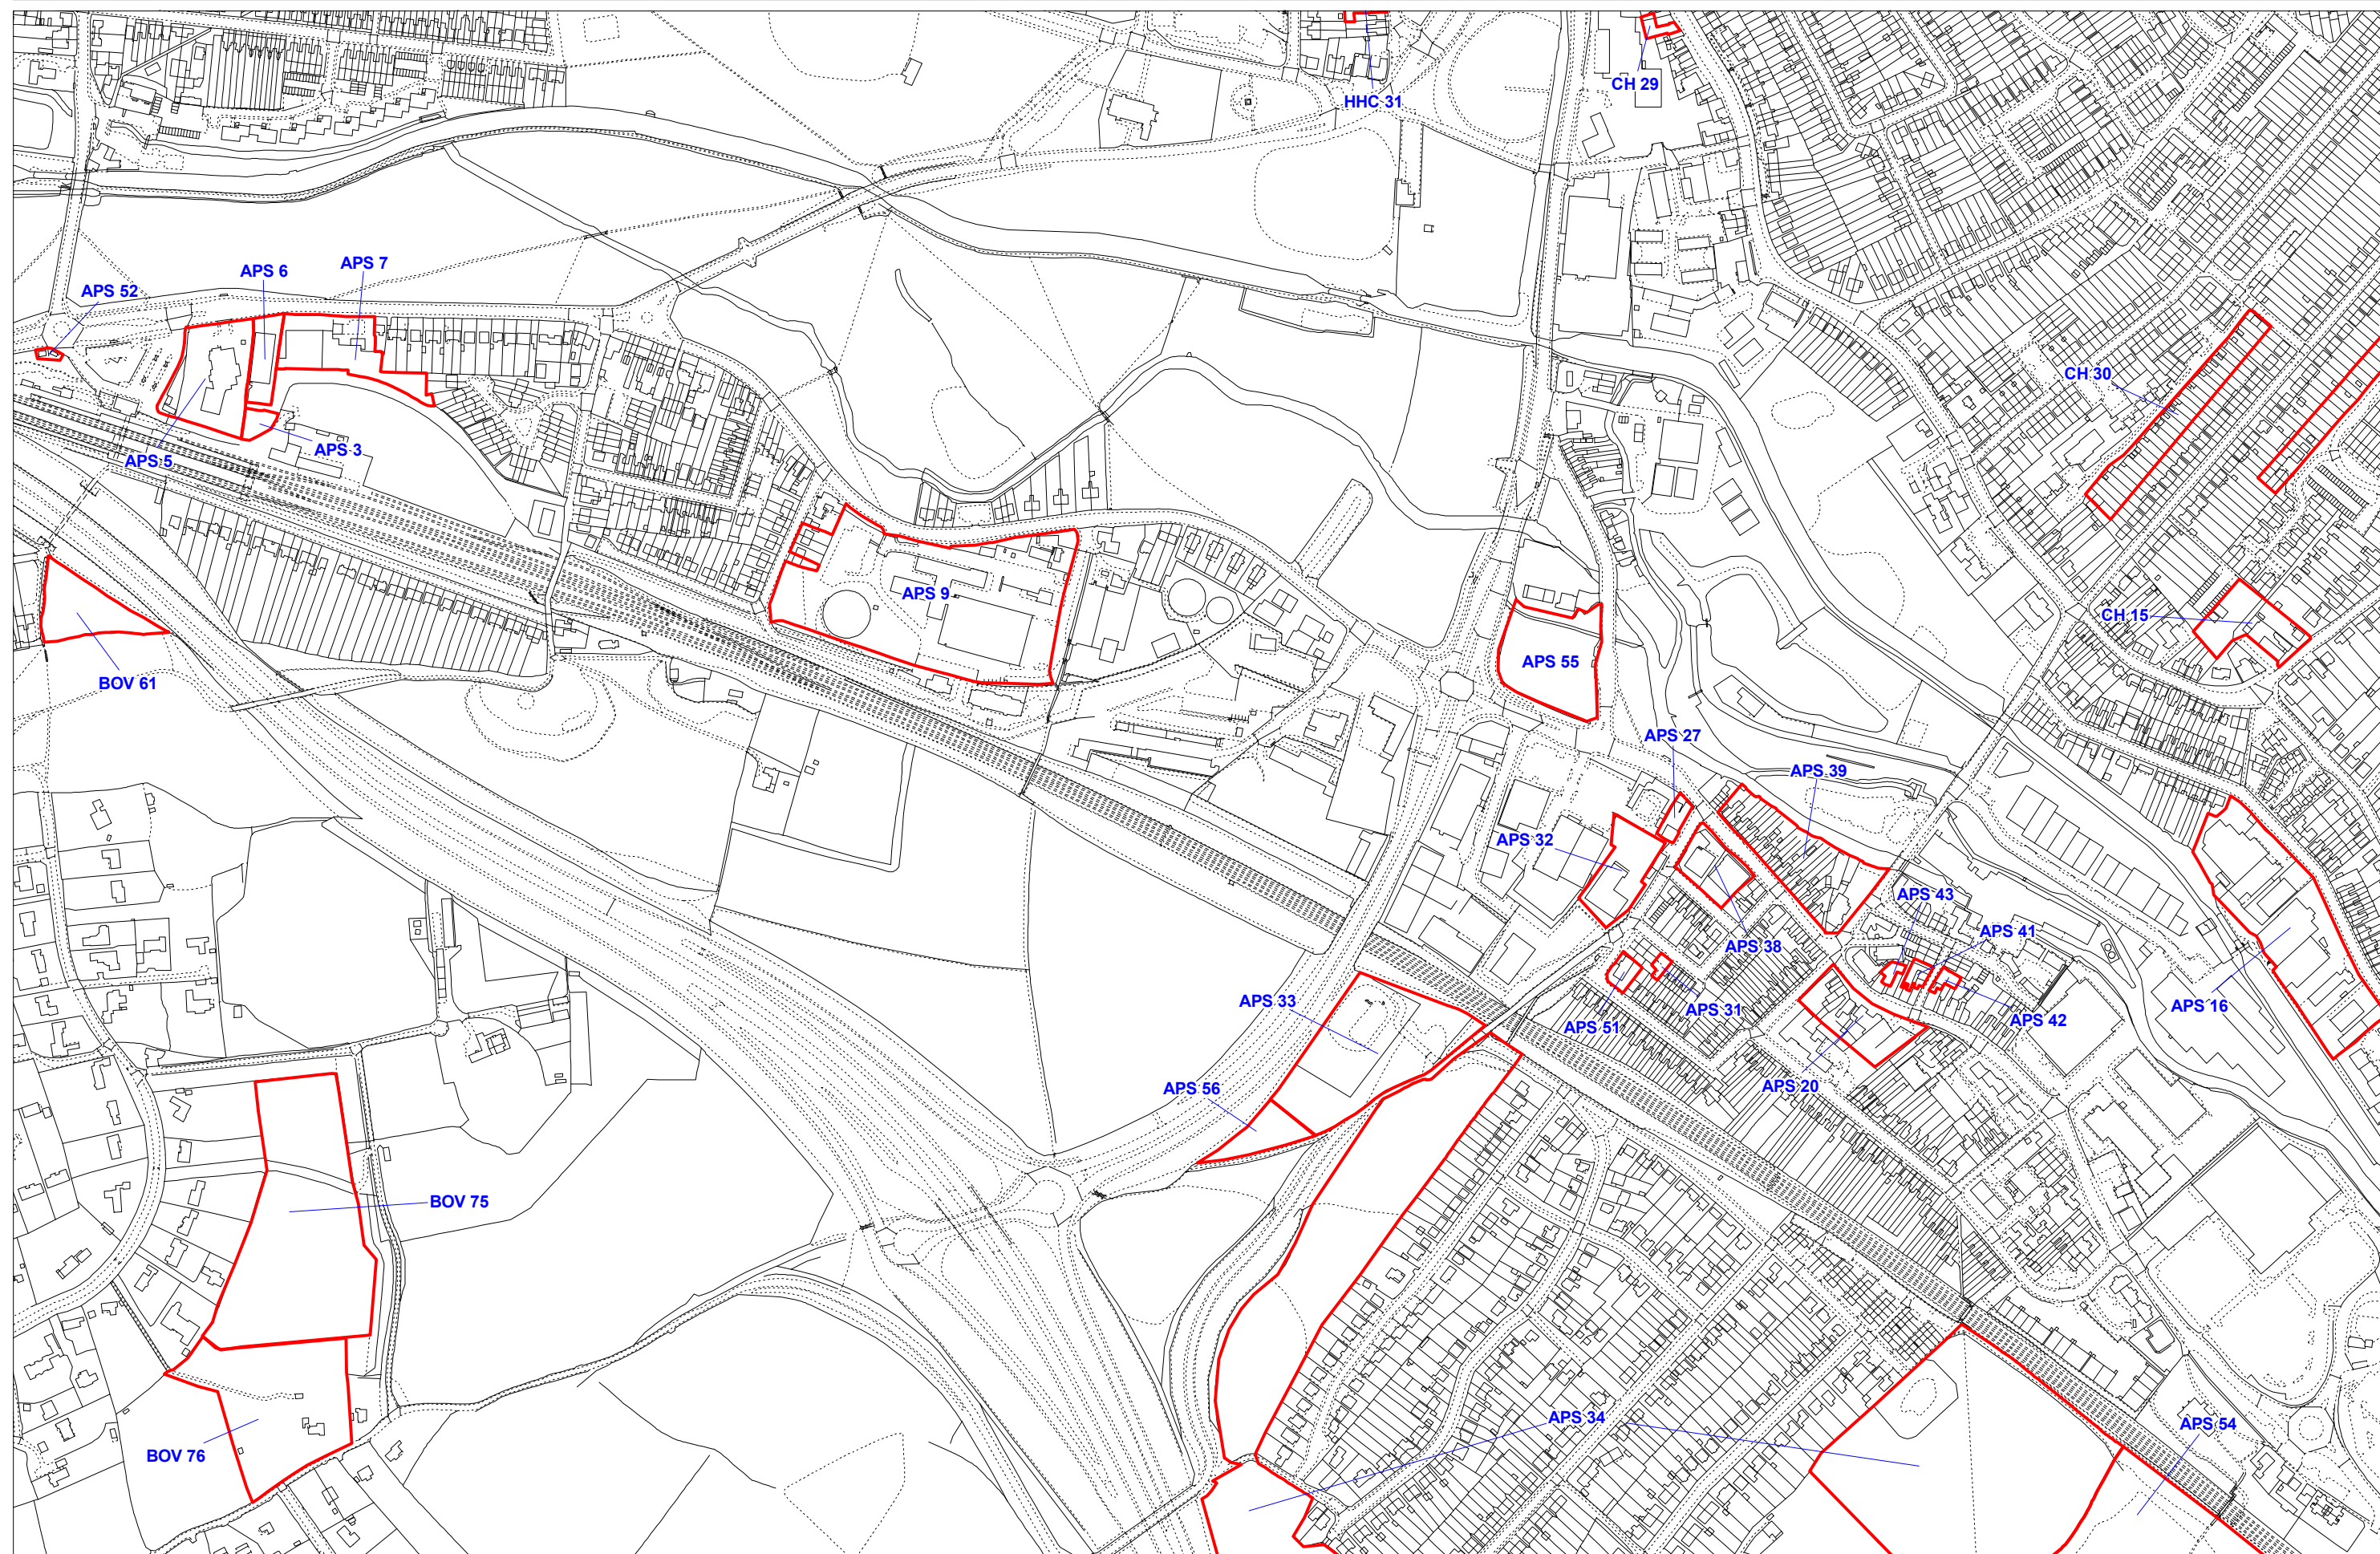 CH 29
HHC 31
APS 7
APS 6
APS 52
CH 30
APS 3
APS 5
APS 9
CH 15
APS 55
BOV 61
APS 27
APS 39
APS 32
APS 43
APS 41
APS 38
APS 33
APS 31
APS 16
APS 42
APS 51
APS 20
APS 56
BOV 75
APS 34
APS 54
BOV 76